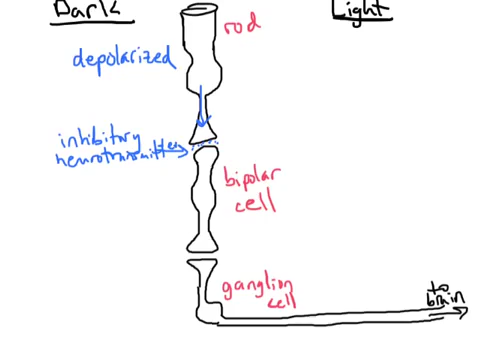 Dark
Light
rod
depolarized
inhibitory
neurotransmitter
bipolar
cell
ganglion
cell
to
brain